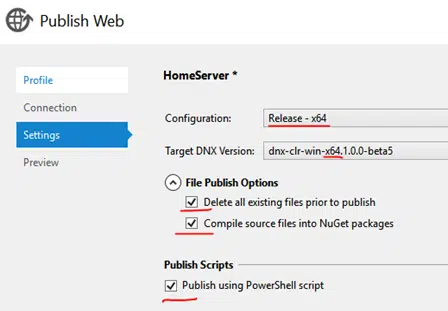 Publish Web
Profile
Connection
Settings
Preview
HomeServer *
Configuration: Release - x64
Target DNX Version: dnx-clr-win-x64.1.0.0-beta5
File Publish Options
Delete all existing files prior to publish
Compile source files into NuGet packages
Publish Scripts
Publish using PowerShell script